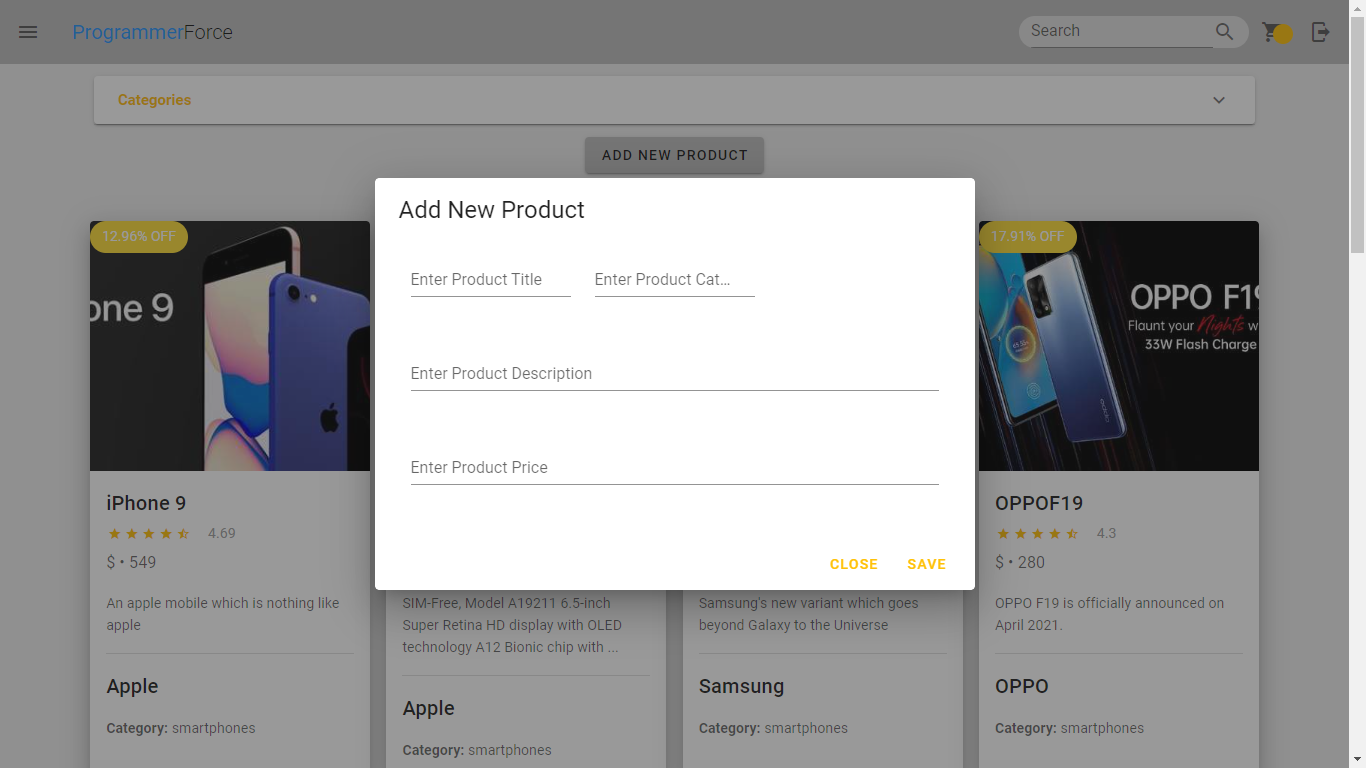 ProgrammerForce
Search
Categories
ADD NEW PRODUCT
Add New Product
Enter Product Title
Enter Product Cat...
Enter Product Description
Enter Product Price
CLOSE
SAVE
12.96% OFF
one 9
iPhone 9
4.69
$ • 549
An apple mobile which is nothing like
apple
Apple
Category: smartphones
SIM-Free, Model A19211 6.5-inch
Super Retina HD display with OLED
technology A12 Bionic chip with ...
Apple
Category: smartphones
Samsung's new variant which goes
beyond Galaxy to the Universe
Samsung
Category: smartphones
17.91% OFF
OPPO F19
Flaunt your Nights w
33W Flash Charge
OPPOF19
4.3
$ • 280
OPPO F19 is officially announced on
April 2021.
OPPO
Category: smartphones